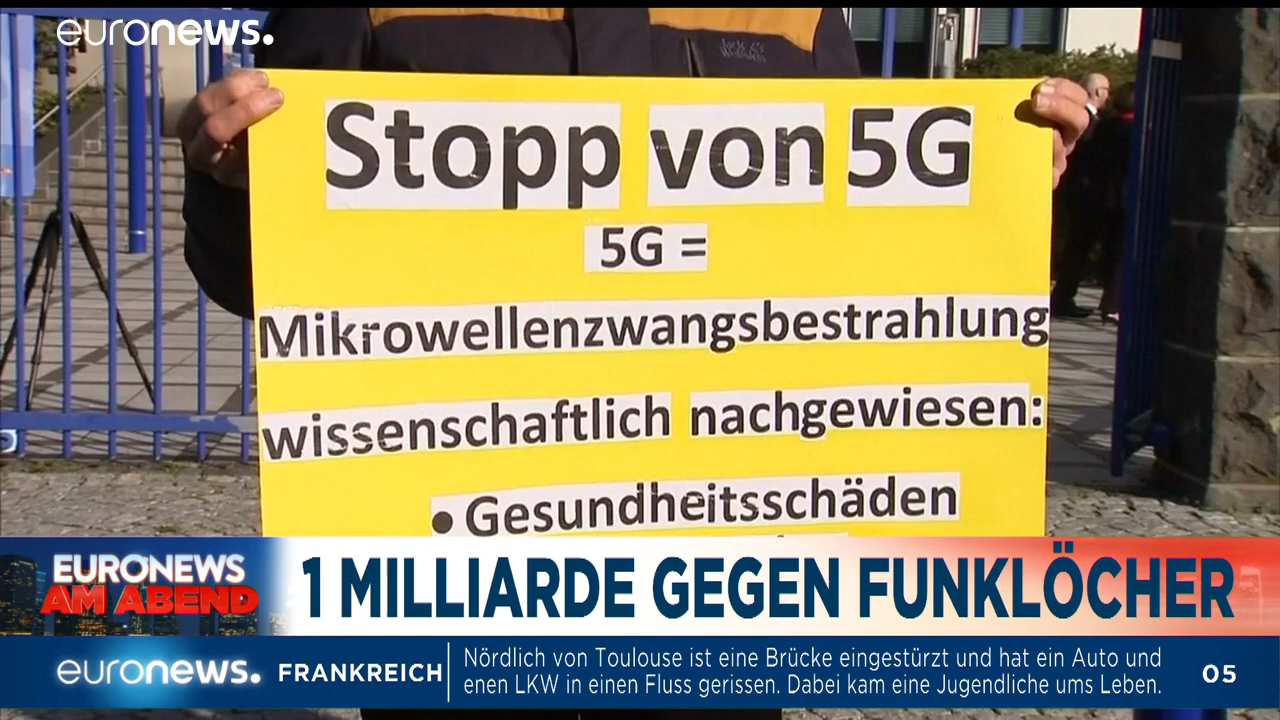 euronews.
Stopp von 5G
5G =
Mikrowellenzwangsbestrahlung
wissenschaftlich nachgewiesen:
• Gesundheitsschäden
EURONEWS
AM ABEND
1 MILLIARDE GEGEN FUNKLÖCHER
euronews.
FRANKREICH
Nördlich von Toulouse ist eine Brücke eingestürzt und hat ein Auto und
enen LKW in einen Fluss gerissen. Dabei kam eine Jugendliche ums Leben.
05